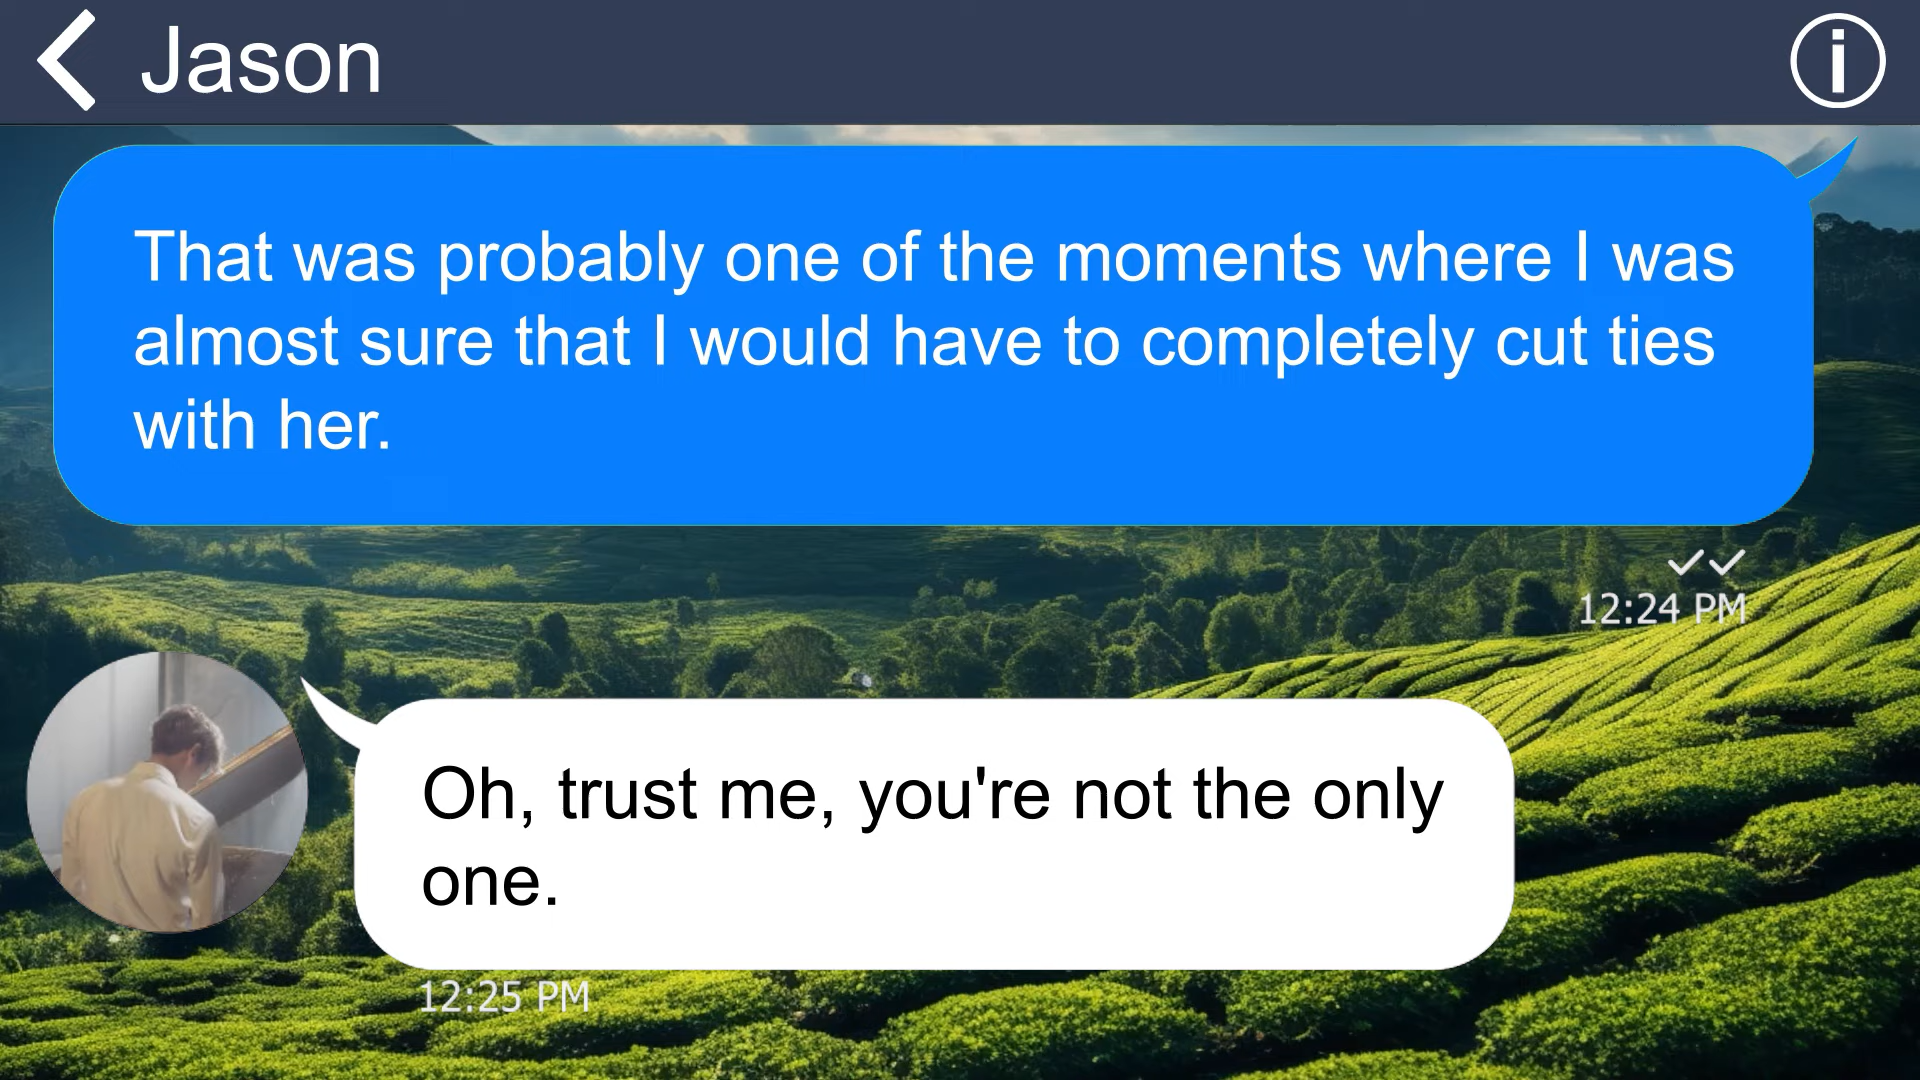 Jason
That was probably one of the moments where I was
almost sure that I would have to completely cut ties
with her.
12:24 PM
Oh, trust me, you're not the only
one.
12:25 PM